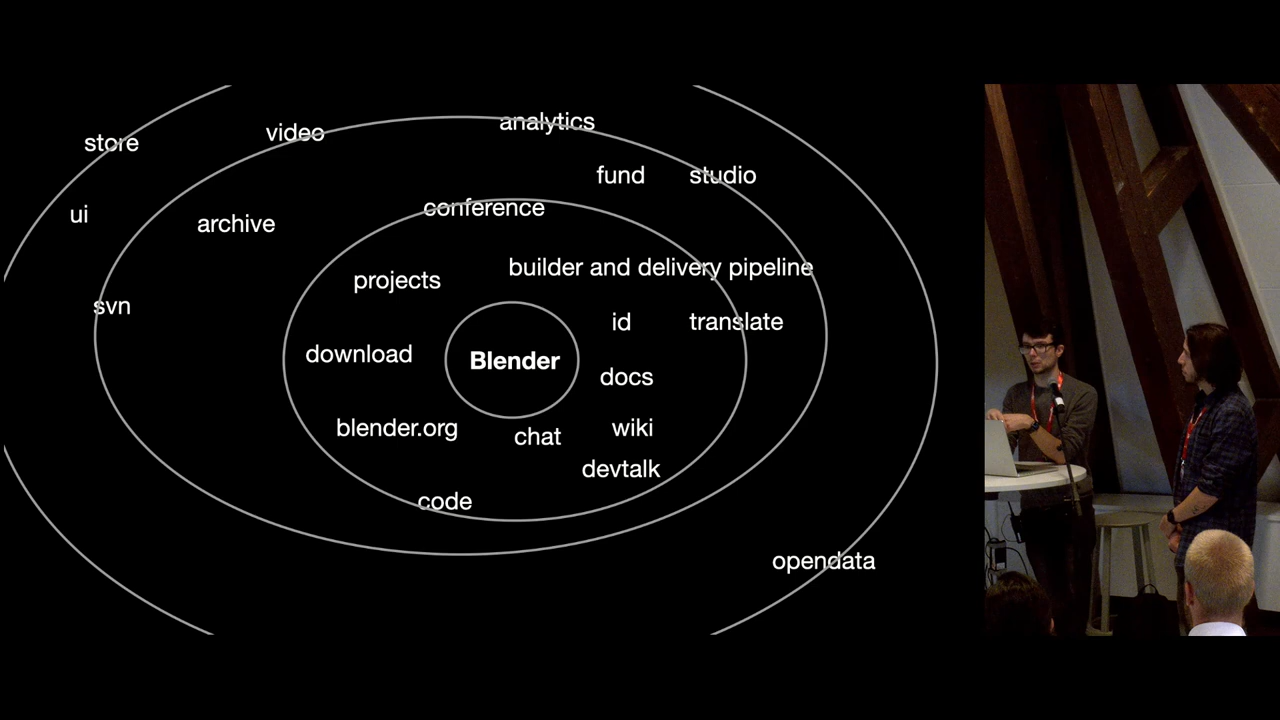 analytics
video
store
fund
studio
conference
ui
archive
builder and delivery pipeline
projects
svn
id
translate
download
Blender
docs
blender.org
chat
wiki
devtalk
code
opendata